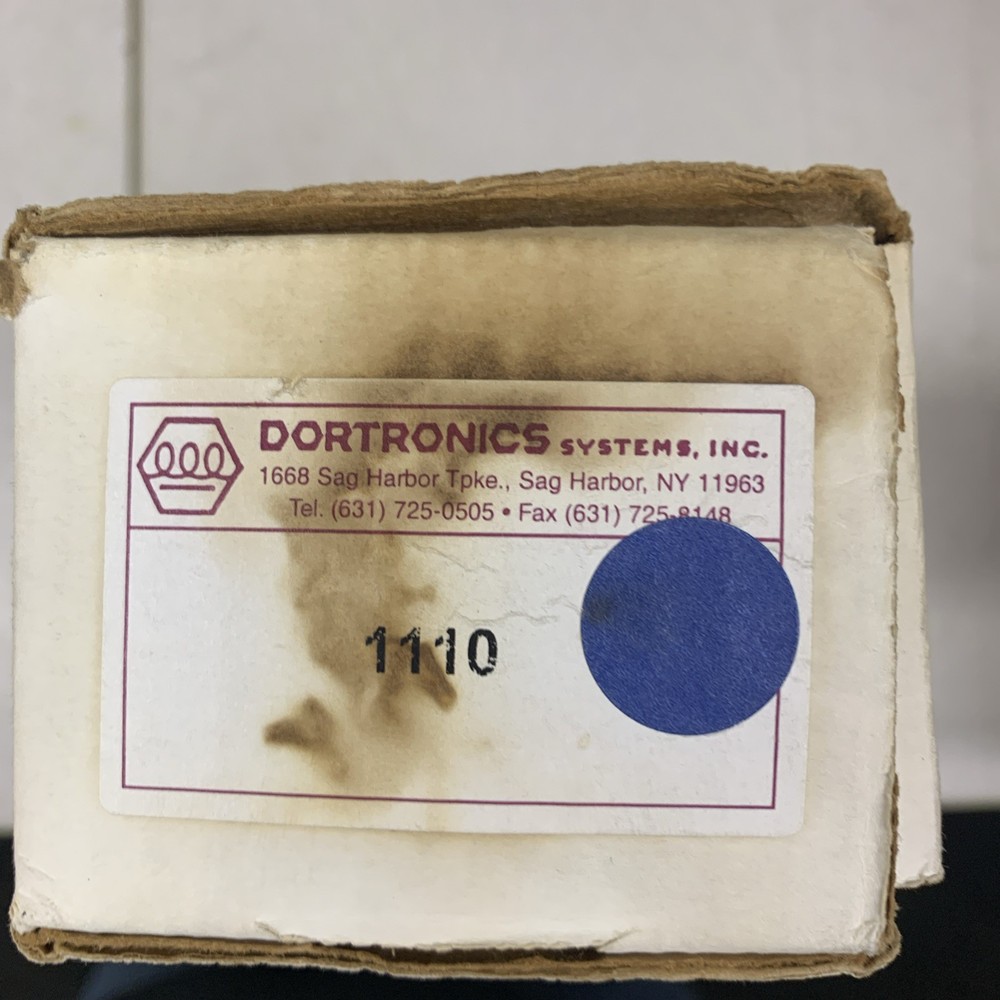 DORTRONICS SYSTEMS, INC.
1668 Sag Harbor Tpke., Sag Harbor, NY 11963
Tel. (631) 725-0505 • Fax (631) 725-8148
1110